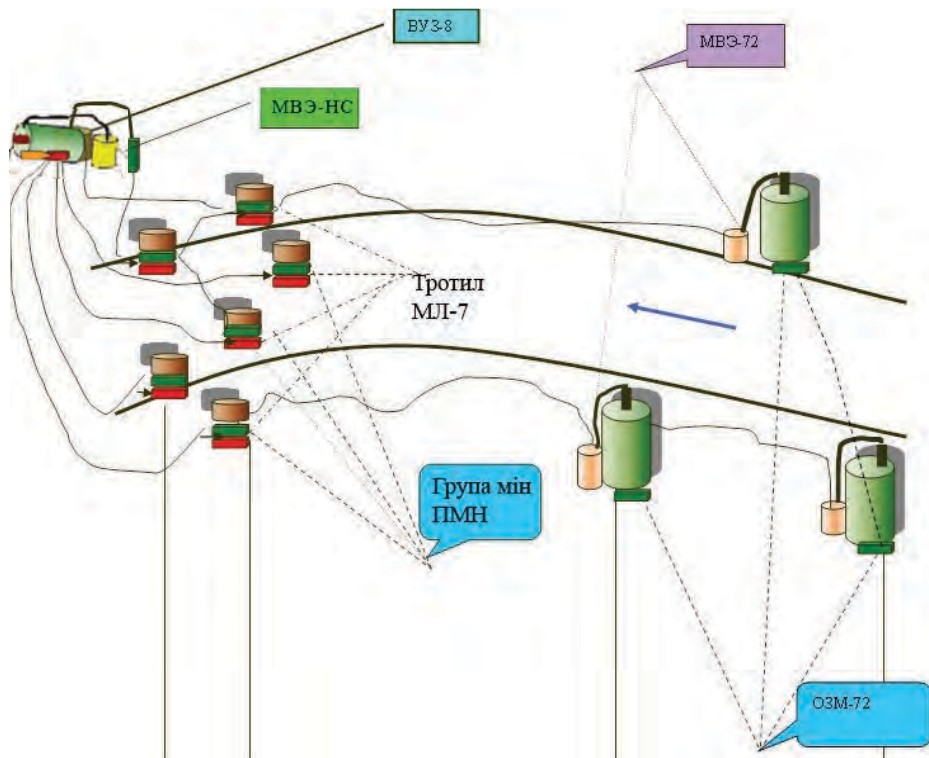 ВУЗ-8
МВЭ-72
МВЭ-НС
Тротил
МЛ-7
Група мін
ПМН
ОЗМ-72